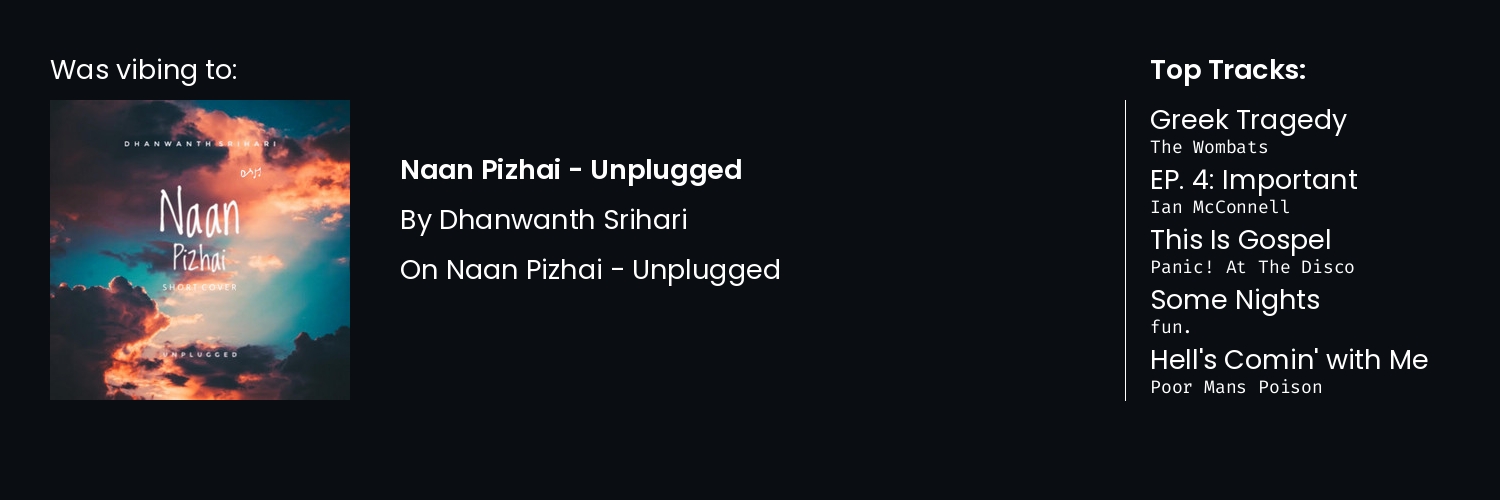 Was vibing to:
DHANWANTH SRIHARI
Naan
Pizhai
SHORT COVER
UNPLUGGED
Naan Pizhai - Unplugged
By Dhanwanth Srihari
On Naan Pizhai - Unplugged
Top Tracks:
Greek Tragedy
The Wombats
EP. 4: Important
Ian McConnell
This Is Gospel
Panic! At The Disco
Some Nights
fun.
Hell's Comin' with Me
Poor Mans Poison